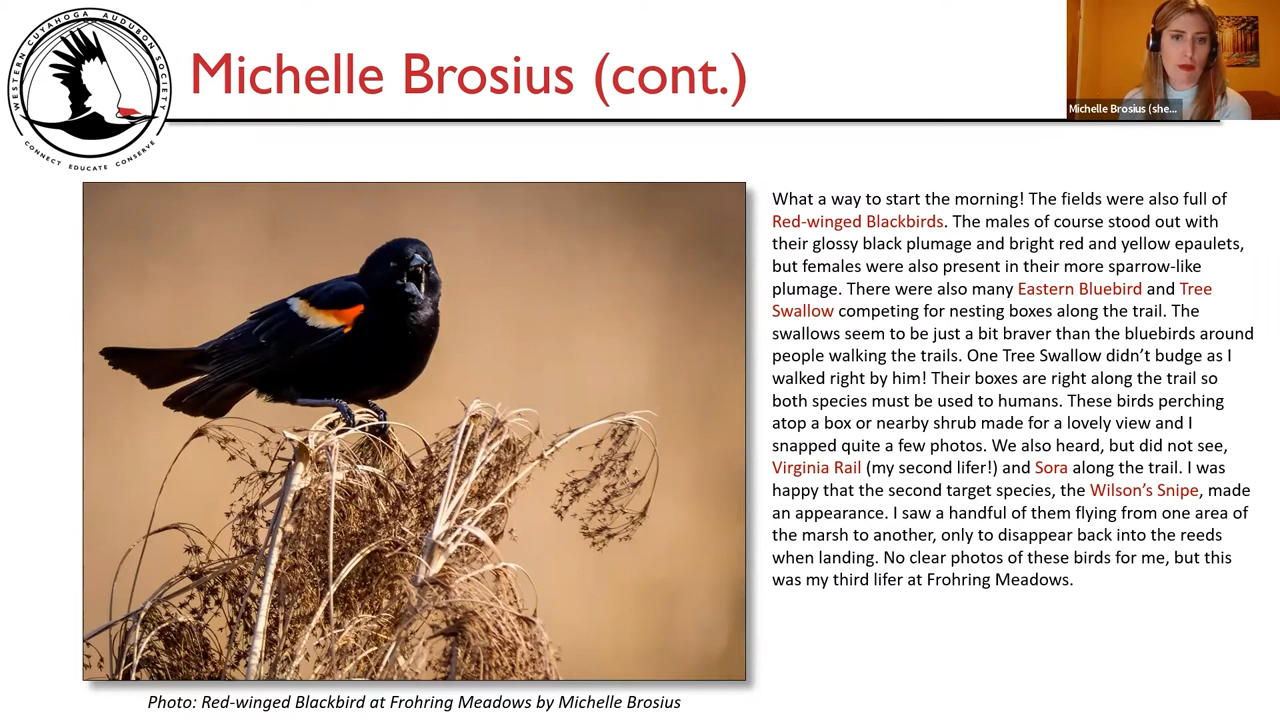 WESTERN CUYAHOGA AUDUBON SOCIETY
CONNECT EDUCATE CONSERVE
Michelle Brosius (cont.)
Michelle Brosius (she...
What a way to start the morning! The fields were also full of
Red-winged Blackbirds. The males of course stood out with
their glossy black plumage and bright red and yellow epaulets,
but females were also present in their more sparrow-like
plumage. There were also many Eastern Bluebird and Tree
Swallow competing for nesting boxes along the trail. The
swallows seem to be just a bit braver than the bluebirds around
people walking the trails. One Tree Swallow didn’t budge as I
walked right by him! Their boxes are right along the trail so
both species must be used to humans. These birds perching
atop a box or nearby shrub made for a lovely view and I
snapped quite a few photos. We also heard, but did not see,
Virginia Rail (my second lifer!) and Sora along the trail. I was
happy that the second target species, the Wilson’s Snipe, made
an appearance. I saw a handful of them flying from one area of
the marsh to another, only to disappear back into the reeds
when landing. No clear photos of these birds for me, but this
was my third lifer at Frohring Meadows.
Photo: Red-winged Blackbird at Frohring Meadows by Michelle Brosius